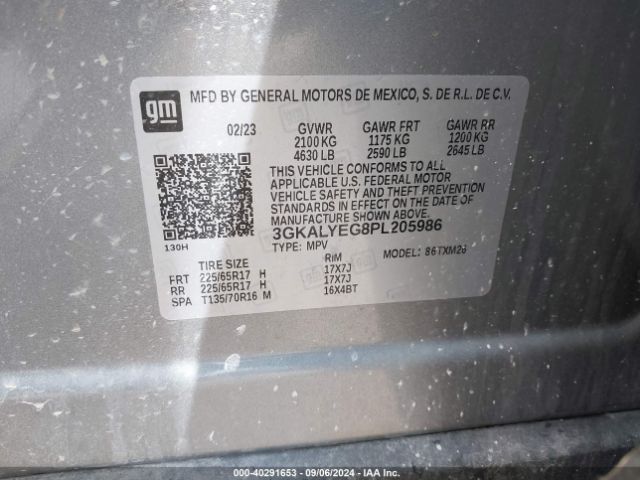 gm
MFD BY GENERAL MOTORS DE MEXICO, S. DE R.L. DE C.V.
02/23 GVWR GAWR FRT GAWR RR
2100 KG 1175 KG 1200 KG
4630 LB 2590 LB 2645 LB
THIS VEHICLE CONFORMS TO ALL
APPLICABLE U.S. FEDERAL MOTOR
VEHICLE SAFETY AND THEFT PREVENTION
STANDARDS IN EFFECT ON THE DATE OF
MANUFACTURE SHOWN ABOVE.
3GKALYEG8PL205986
130H TYPE: MPV MODEL: 86TXM26
TIRE SIZE RIM
FRT 225/65R17 H 17X7J
RR 225/65R17 H 17X7J
SPA T135/70R16 M 16X4BT
000-40291653 - 09/06/2024 - IAA Inc.